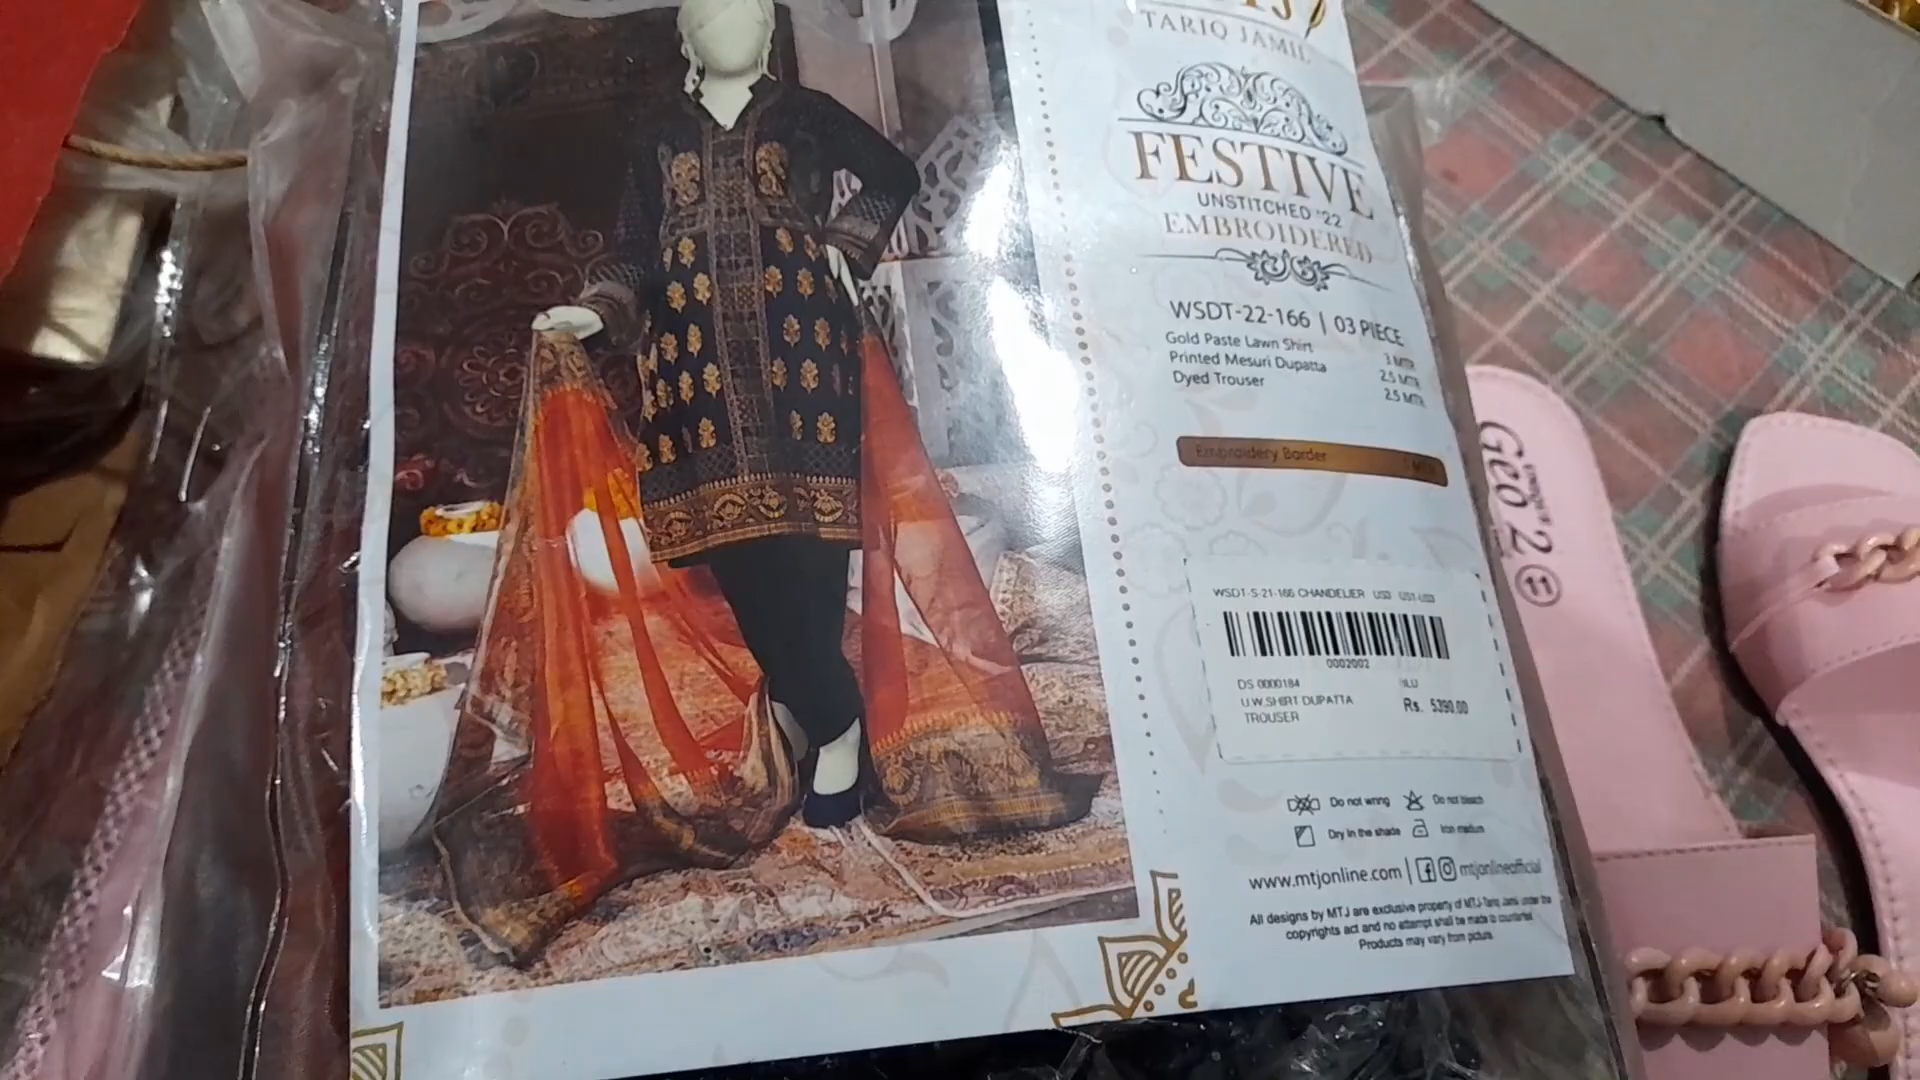 TARIQ JAMIL
FESTIVE
UNSTITCHED '22
EMBROIDERED
WSDT-22-166 | 03 PIECE
Gold Paste Lawn Shirt 3 MTR
Printed Mesuri Dupatta 2.5 MTR
Dyed Trouser 2.5 MTR
Embroidery Border
WSDT-S-21-166 CHANDELIER US3 US1-US3
0002002
DS 0000184
U.W.SHIRT DUPATTA
TROUSER
Rs. 5390.00
Do not wring Do not bleach
Dry in the shade Iron medium
www.mtjonline.com | mtjonlineofficial
All designs by MTJ are exclusive property of MTJ-Tariq Jamil under the
copyrights act and no attempt shall be made to counterfeit.
Products may vary from picture.
Geo 2